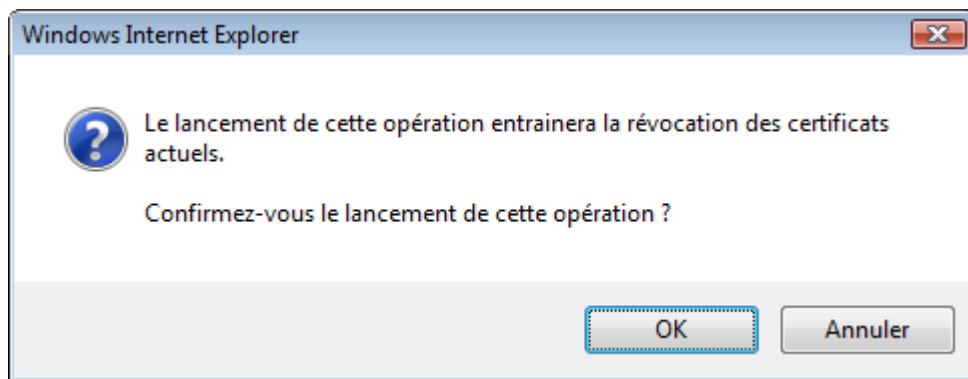 Windows Internet Explorer
Le lancement de cette opération entrainera la révocation des certificats
actuels.
Confirmez-vous le lancement de cette opération ?
OK
Annuler